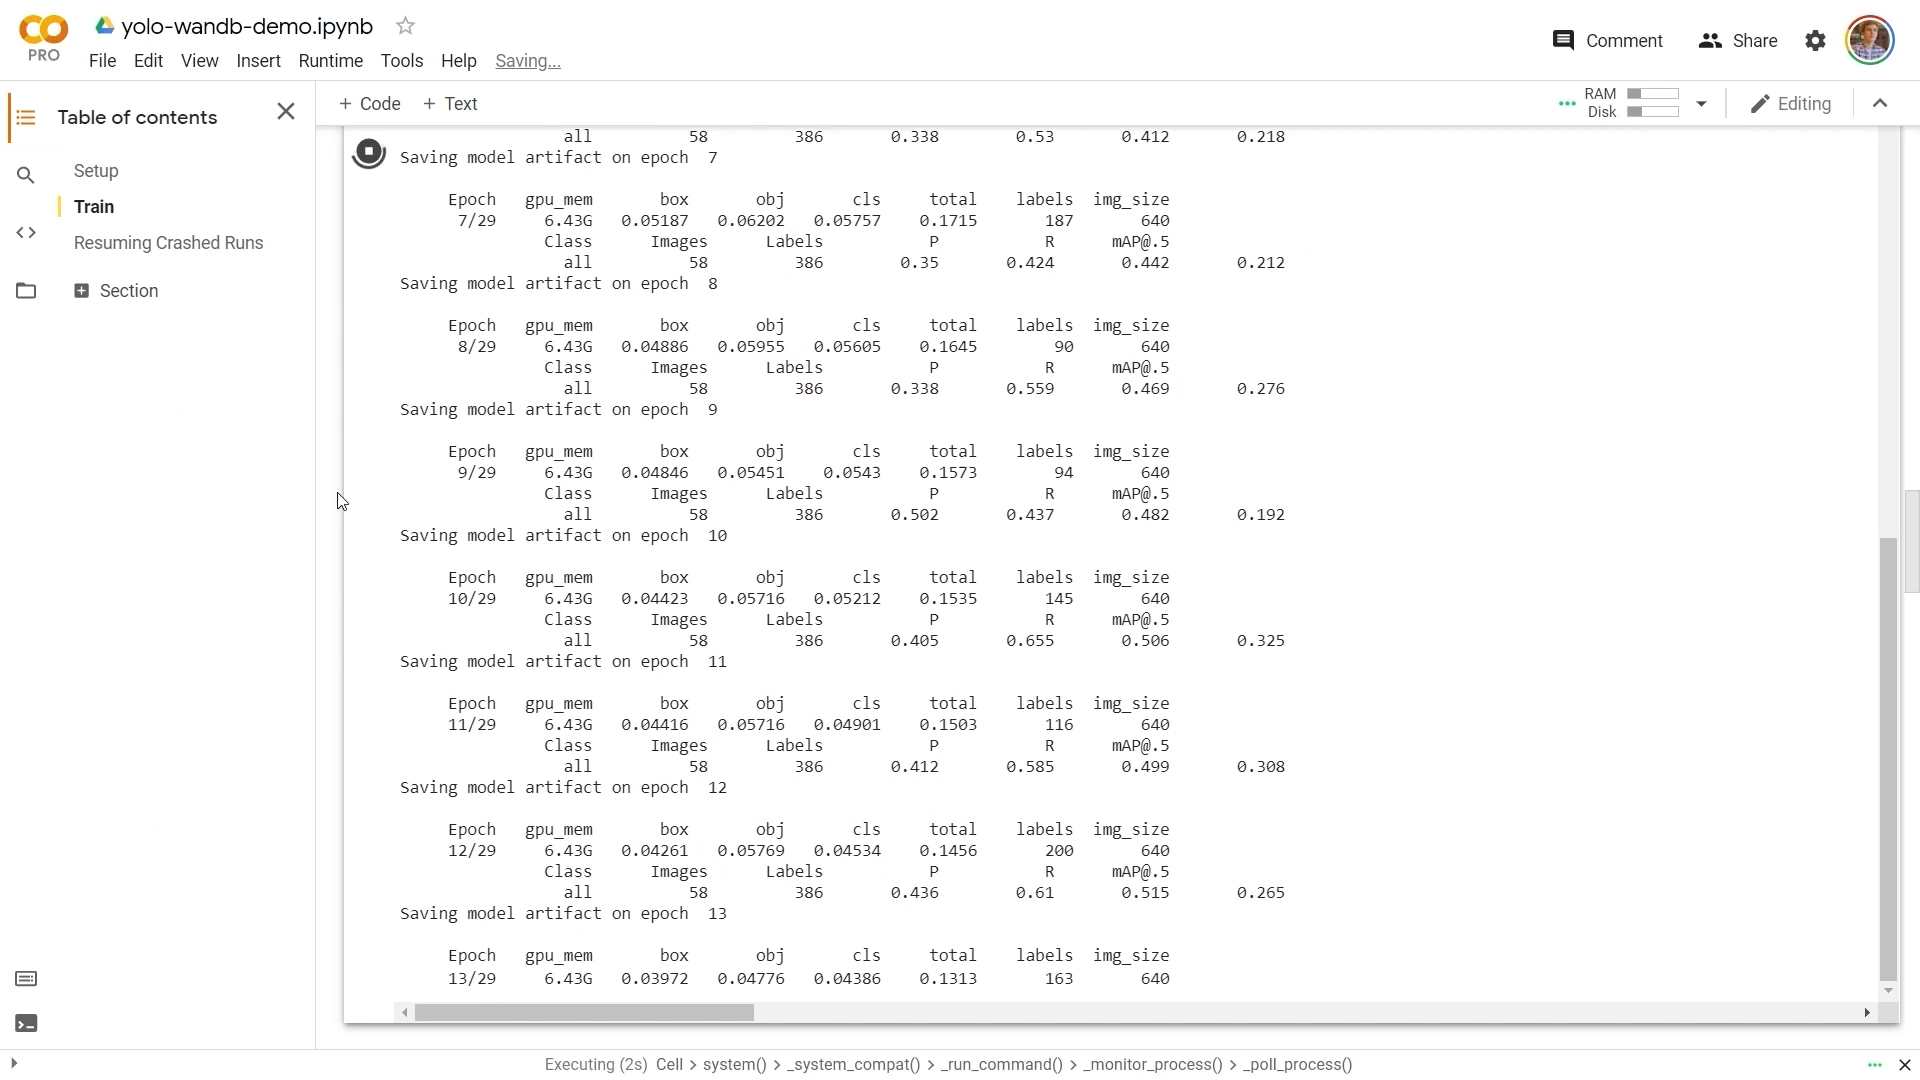 yolo-wandb-demo.ipynb
PRO
File Edit View Insert Runtime Tools Help Saving...
Comment Share
Table of contents
Setup
Train
Resuming Crashed Runs
Section
+ Code + Text
RAM
Disk
Editing
all 58 386 0.338 0.53 0.412 0.218
Saving model artifact on epoch 7
Epoch gpu_mem box obj cls total labels img_size
7/29 6.43G 0.05187 0.06202 0.05757 0.1715 187 640
Class Images Labels P R mAP@.5
all 58 386 0.35 0.424 0.442 0.212
Saving model artifact on epoch 8
Epoch gpu_mem box obj cls total labels img_size
8/29 6.43G 0.04886 0.05955 0.05605 0.1645 90 640
Class Images Labels P R mAP@.5
all 58 386 0.338 0.559 0.469 0.276
Saving model artifact on epoch 9
Epoch gpu_mem box obj cls total labels img_size
9/29 6.43G 0.04846 0.05451 0.0543 0.1573 94 640
Class Images Labels P R mAP@.5
all 58 386 0.502 0.437 0.482 0.192
Saving model artifact on epoch 10
Epoch gpu_mem box obj cls total labels img_size
10/29 6.43G 0.04423 0.05716 0.05212 0.1535 145 640
Class Images Labels P R mAP@.5
all 58 386 0.405 0.655 0.506 0.325
Saving model artifact on epoch 11
Epoch gpu_mem box obj cls total labels img_size
11/29 6.43G 0.04416 0.05716 0.04901 0.1503 116 640
Class Images Labels P R mAP@.5
all 58 386 0.412 0.585 0.499 0.308
Saving model artifact on epoch 12
Epoch gpu_mem box obj cls total labels img_size
12/29 6.43G 0.04261 0.05769 0.04534 0.1456 200 640
Class Images Labels P R mAP@.5
all 58 386 0.436 0.61 0.515 0.265
Saving model artifact on epoch 13
Epoch gpu_mem box obj cls total labels img_size
13/29 6.43G 0.03972 0.04776 0.04386 0.1313 163 640
Executing (2s) Cell > system() > _system_compat() > _run_command() > _monitor_process() > _poll_process()